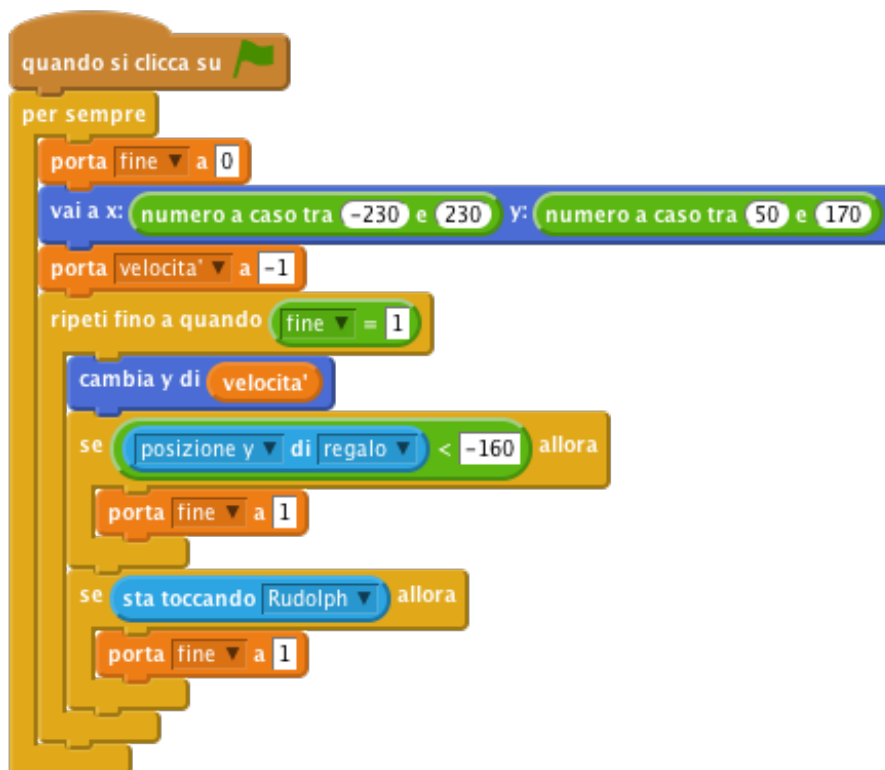 quando si clicca su
per sempre
porta fine a 0
vai a x: numero a caso tra -230 e 230 y: numero a caso tra 50 e 170
porta velocita' a -1
ripeti fino a quando fine = 1
cambia y di velocita'
se posizione y di regalo < -160 allora
porta fine a 1
se sta toccando Rudolph allora
porta fine a 1